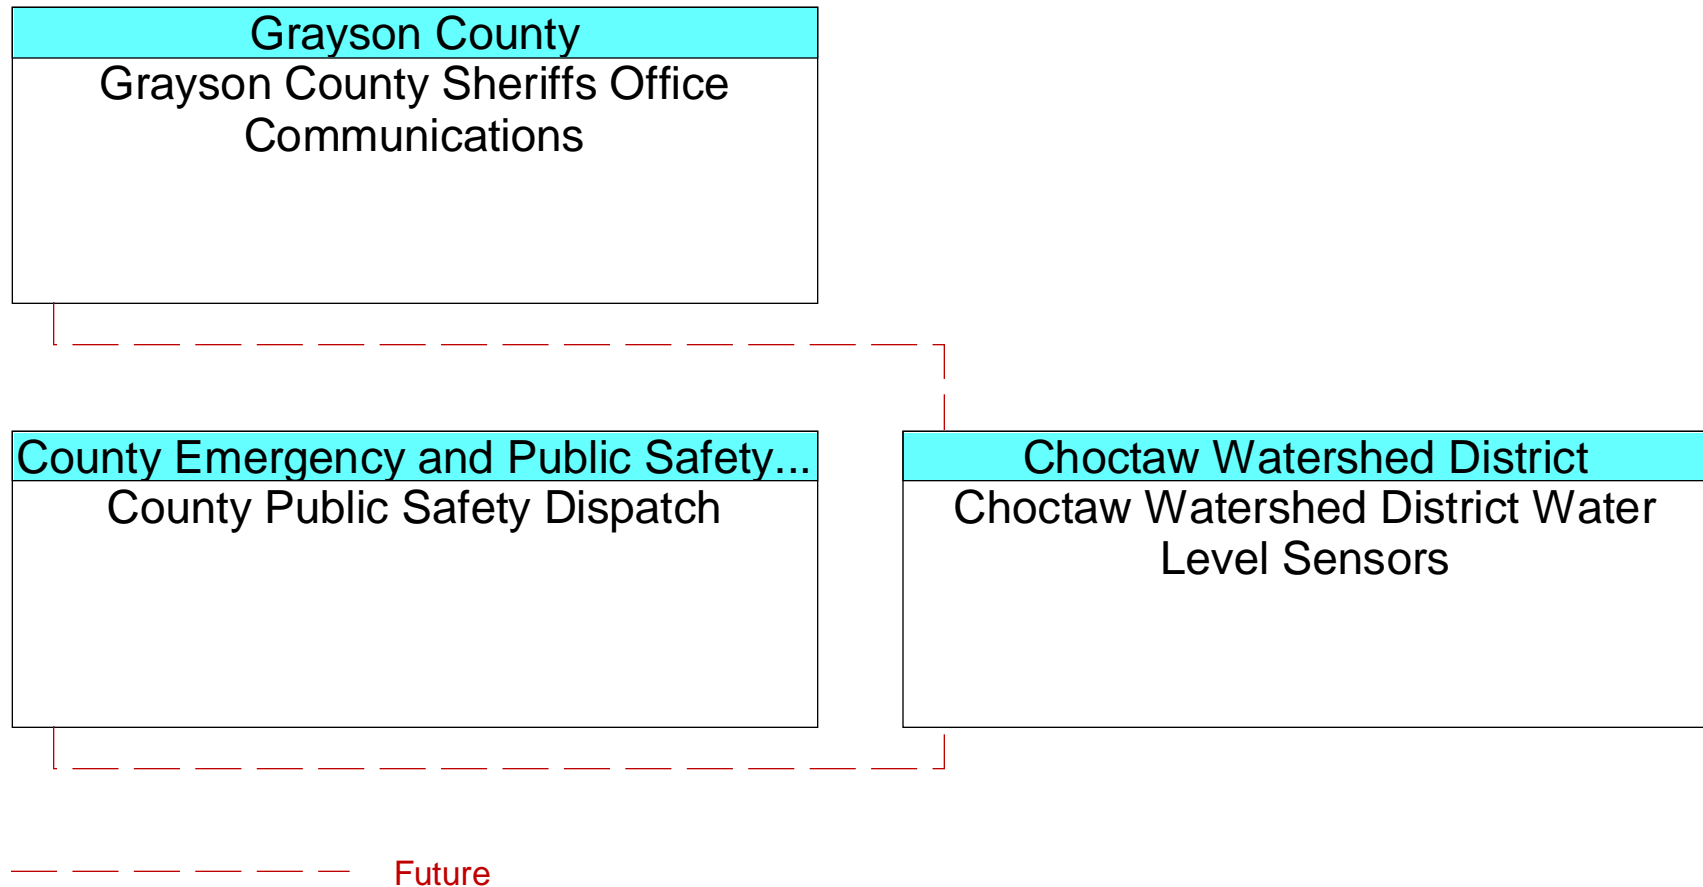 Grayson County
Grayson County Sheriffs Office
Communications
County Emergency and Public Safety...
County Public Safety Dispatch
Choctaw Watershed District
Choctaw Watershed District Water
Level Sensors
Future